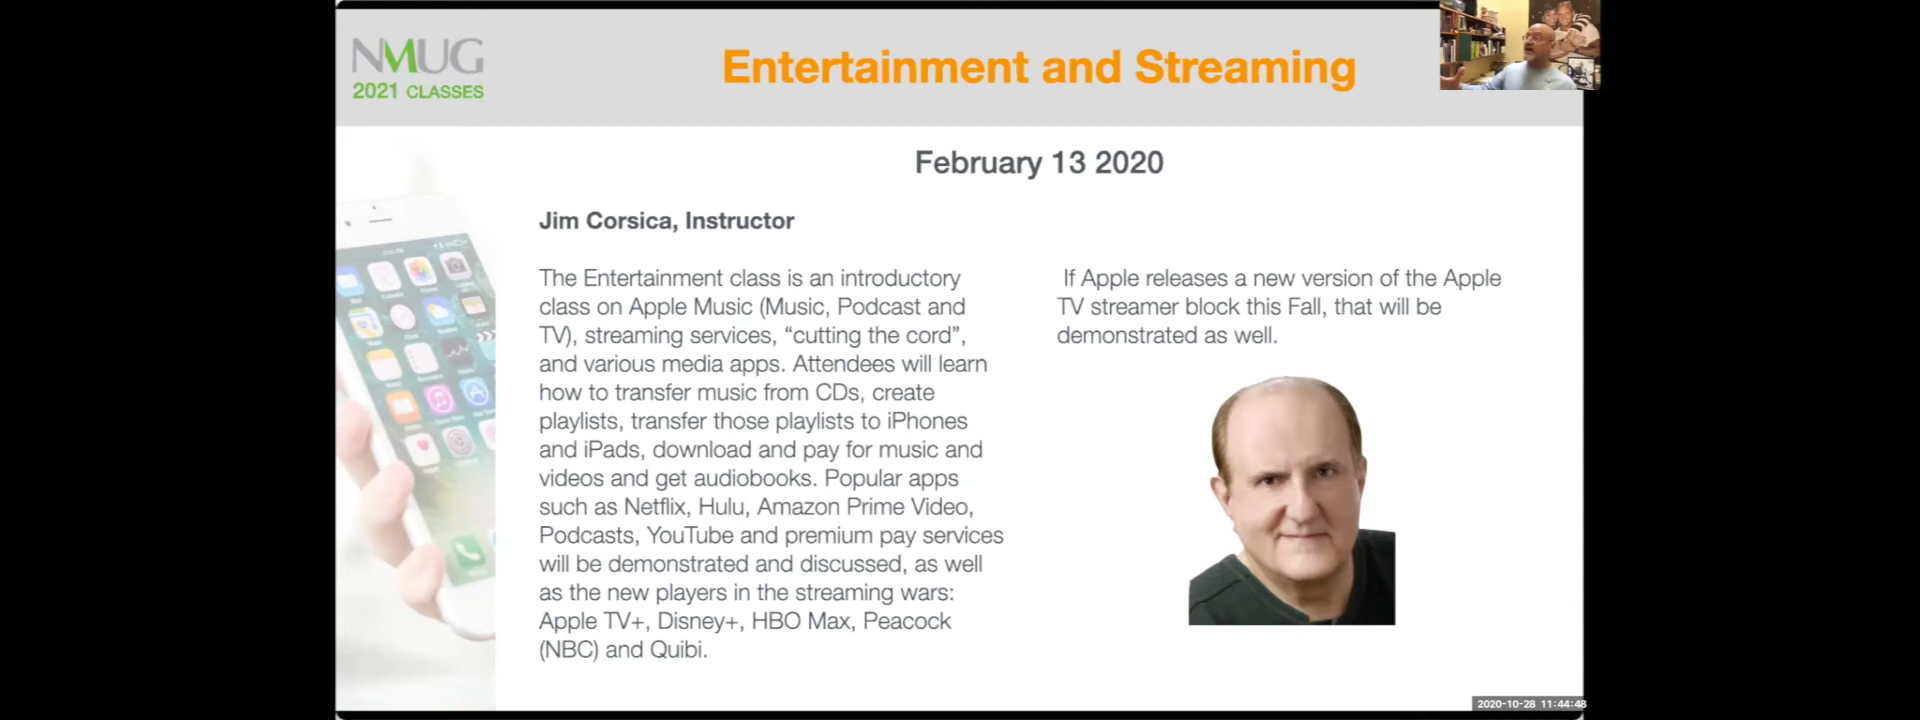 NMUG
2021 CLASSES
Entertainment and Streaming
February 13 2020
Jim Corsica, Instructor
The Entertainment class is an introductory
class on Apple Music (Music, Podcast and
TV), streaming services, “cutting the cord”,
and various media apps. Attendees will learn
how to transfer music from CDs, create
playlists, transfer those playlists to iPhones
and iPads, download and pay for music and
videos and get audiobooks. Popular apps
such as Netflix, Hulu, Amazon Prime Video,
Podcasts, YouTube and premium pay services
will be demonstrated and discussed, as well
as the new players in the streaming wars:
Apple TV+, Disney+, HBO Max, Peacock
(NBC) and Quibi.
If Apple releases a new version of the Apple
TV streamer block this Fall, that will be
demonstrated as well.
2020-10-28 11:44:48